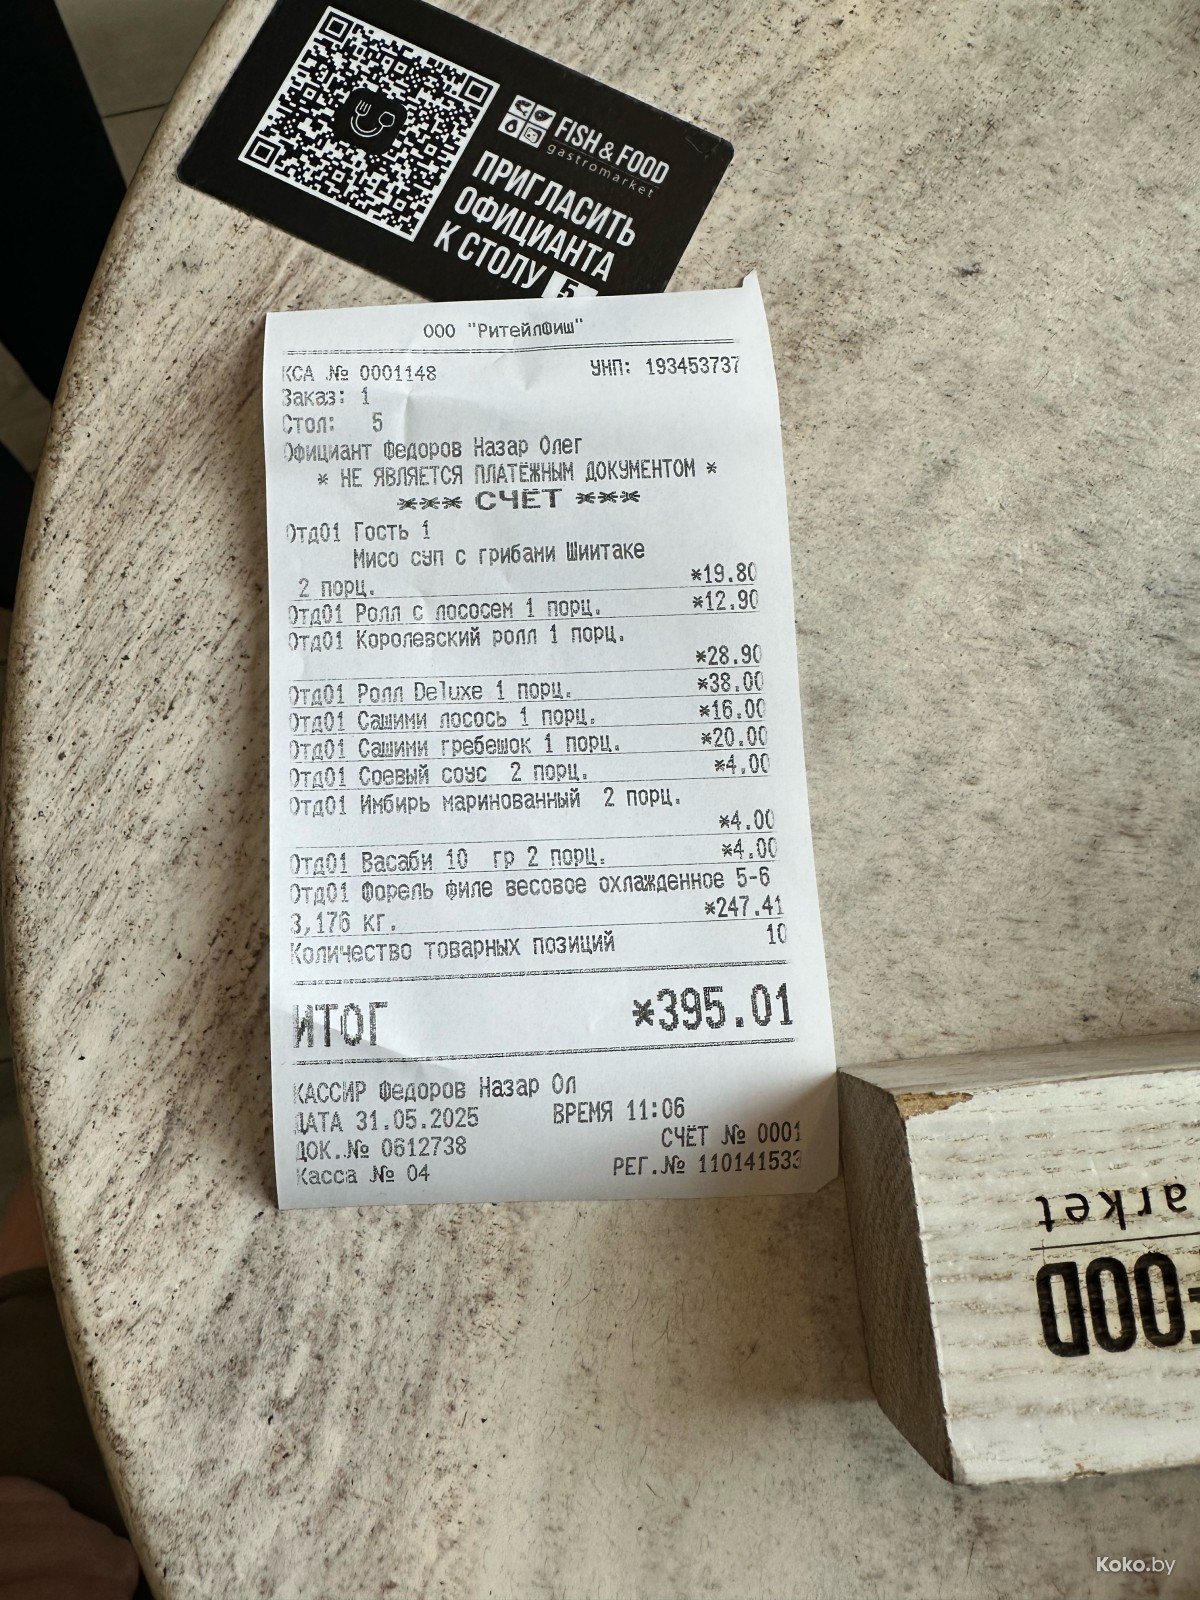 FISH & FOOD
gastromarket
ПРИГЛАСИТЬ
ОФИЦИАНТА
К СТОЛУ 5
ООО "РитейлФиш"
КСА № 0001148 УНП: 193453737
Заказ: 1
Стол: 5
Официант Федоров Назар Олег
* НЕ ЯВЛЯЕТСЯ ПЛАТЁЖНЫМ ДОКУМЕНТОМ *
*** СЧЁТ ***
Отд01 Гость 1
Мисо суп с грибами Шиитаке
2 порц. *19.80
Отд01 Ролл с лососем 1 порц. *12.90
Отд01 Королевский ролл 1 порц.
*28.90
Отд01 Ролл Deluxe 1 порц. *38.00
Отд01 Сашими лосось 1 порц. *16.00
Отд01 Сашими гребешок 1 порц. *20.00
Отд01 Соевый соус 2 порц. *4.00
Отд01 Имбирь маринованный 2 порц.
*4.00
Отд01 Васаби 10 гр 2 порц. *4.00
Отд01 Форель филе весовое охлажденное 5-6
3,176 кг. *247.41
Количество товарных позиций 10
ИТОГ *395.01
КАССИР Федоров Назар Ол
ДАТА 31.05.2025 ВРЕМЯ 11:06
ДОК.№ 0612738 СЧЁТ № 0001
Касса № 04 РЕГ.№ 110141533
arket
FOOD
Koko.by